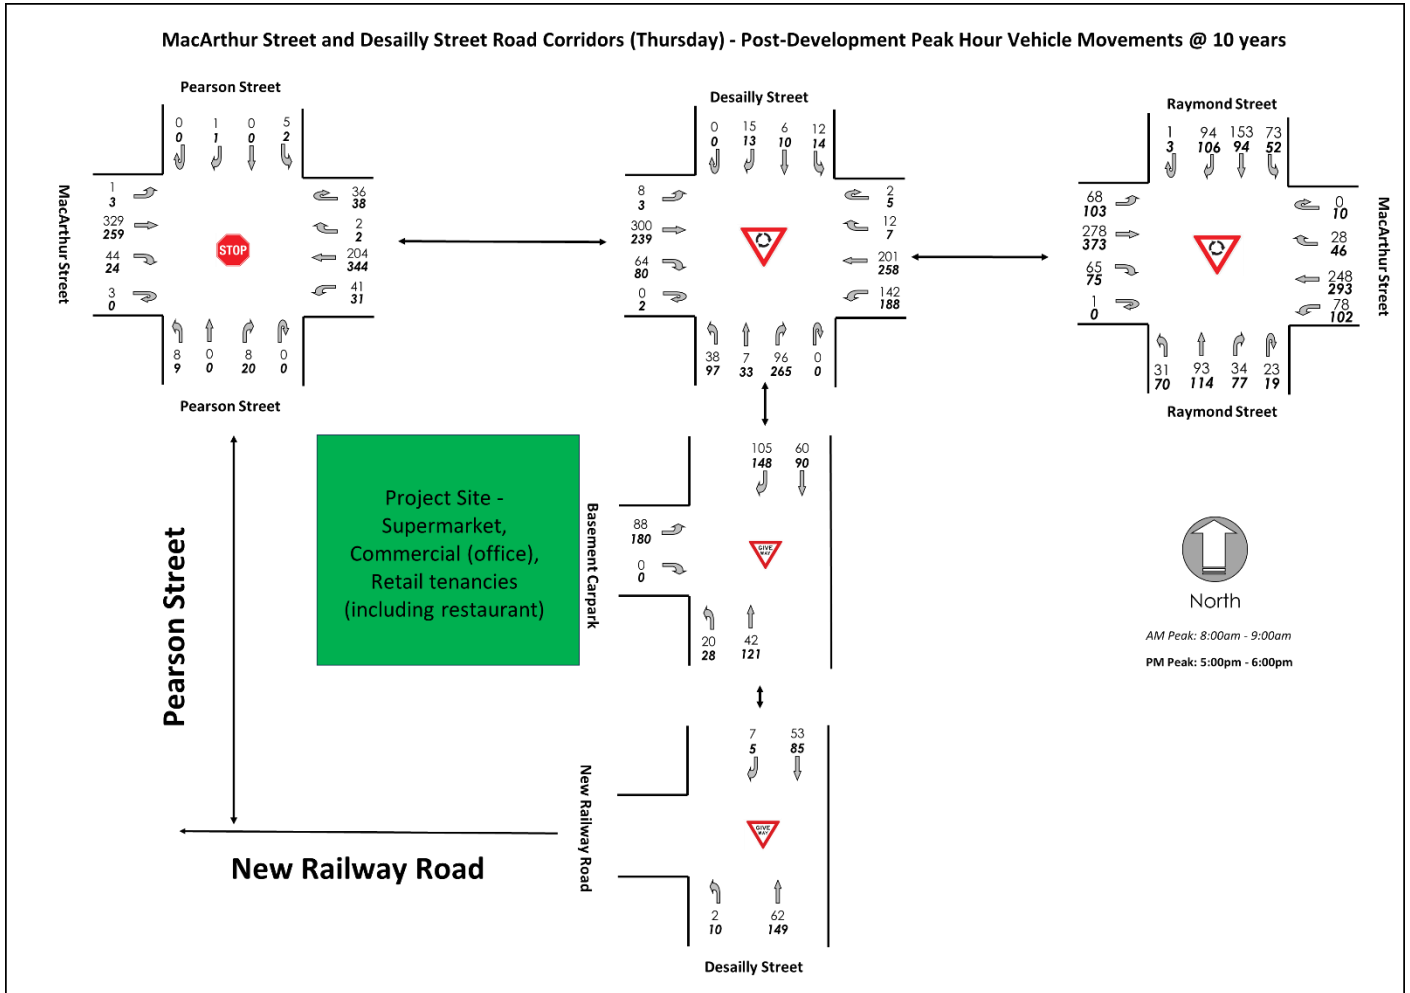 MacArthur Street and Desailly Street Road Corridors (Thursday) - Post-Development Peak Hour Vehicle Movements @ 10 years
Pearson Street
0 1 0 5
0 1 0 2
MacArthur Street
1
3
329
259
44
24
3
0
STOP
36
38
2
2
204
344
41
31
8 0 8 0
9 0 20 0
Pearson Street
Desailly Street
0 15 6 12
0 13 10 14
8
3
300
239
64
80
0
2
2
5
12
7
201
258
142
188
38 7 96 0
97 33 265 0
Raymond Street
1 94 153 73
3 106 94 52
68
103
278
373
65
75
1
0
0
10
28
46
248
293
78
102
MacArthur Street
31 93 34 23
70 114 77 19
Raymond Street
Pearson Street
Project Site -
Supermarket,
Commercial (office),
Retail tenancies
(including restaurant)
Basement Carpark
105 60
148 90
88
180
0
0
GIVE
WAY
20 42
28 121
North
AM Peak: 8:00am - 9:00am
PM Peak: 5:00pm - 6:00pm
New Railway Road
New Railway Road
7 53
5 85
GIVE
WAY
2 62
10 149
Desailly Street